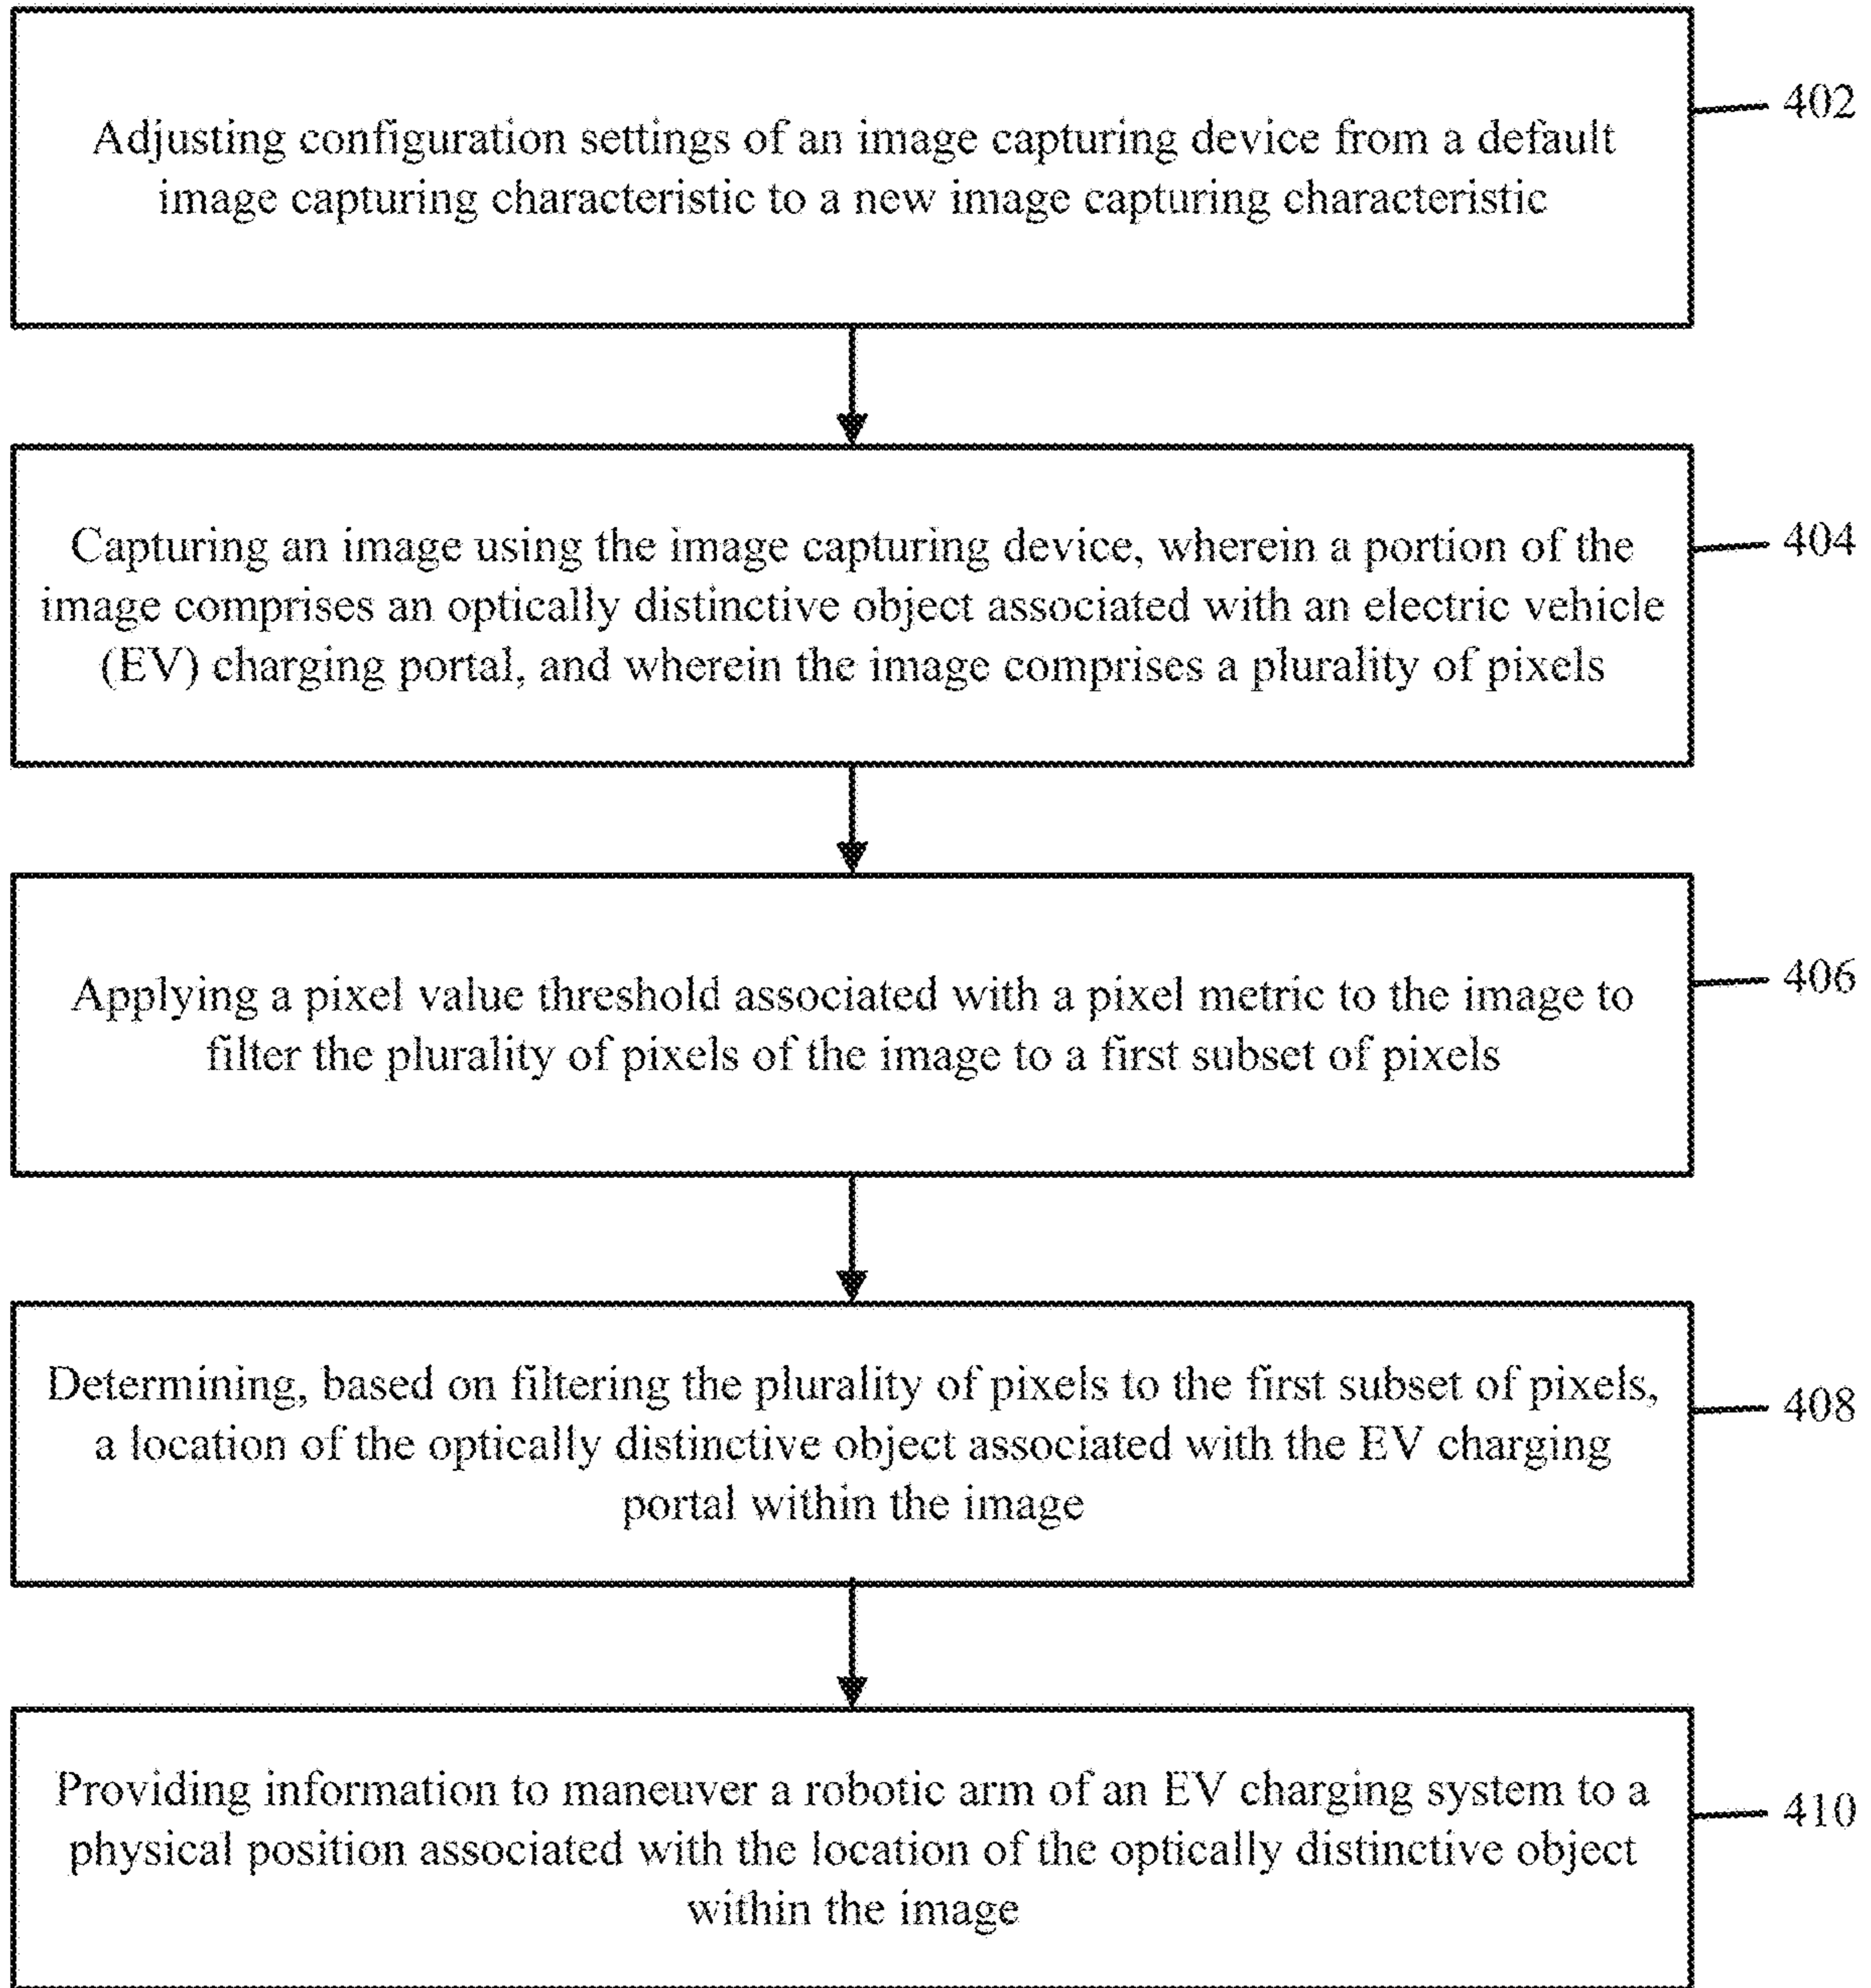 Adjusting configuration settings of an image capturing device from a default
image capturing characteristic to a new image capturing characteristic
402
Capturing an image using the image capturing device, wherein a portion of the
image comprises an optically distinctive object associated with an electric vehicle
(EV) charging portal, and wherein the image comprises a plurality of pixels
404
Applying a pixel value threshold associated with a pixel metric to the image to
filter the plurality of pixels of the image to a first subset of pixels
406
Determining, based on filtering the plurality of pixels to the first subset of pixels,
a location of the optically distinctive object associated with the EV charging
portal within the image
408
Providing information to maneuver a robotic arm of an EV charging system to a
physical position associated with the location of the optically distinctive object
within the image
410